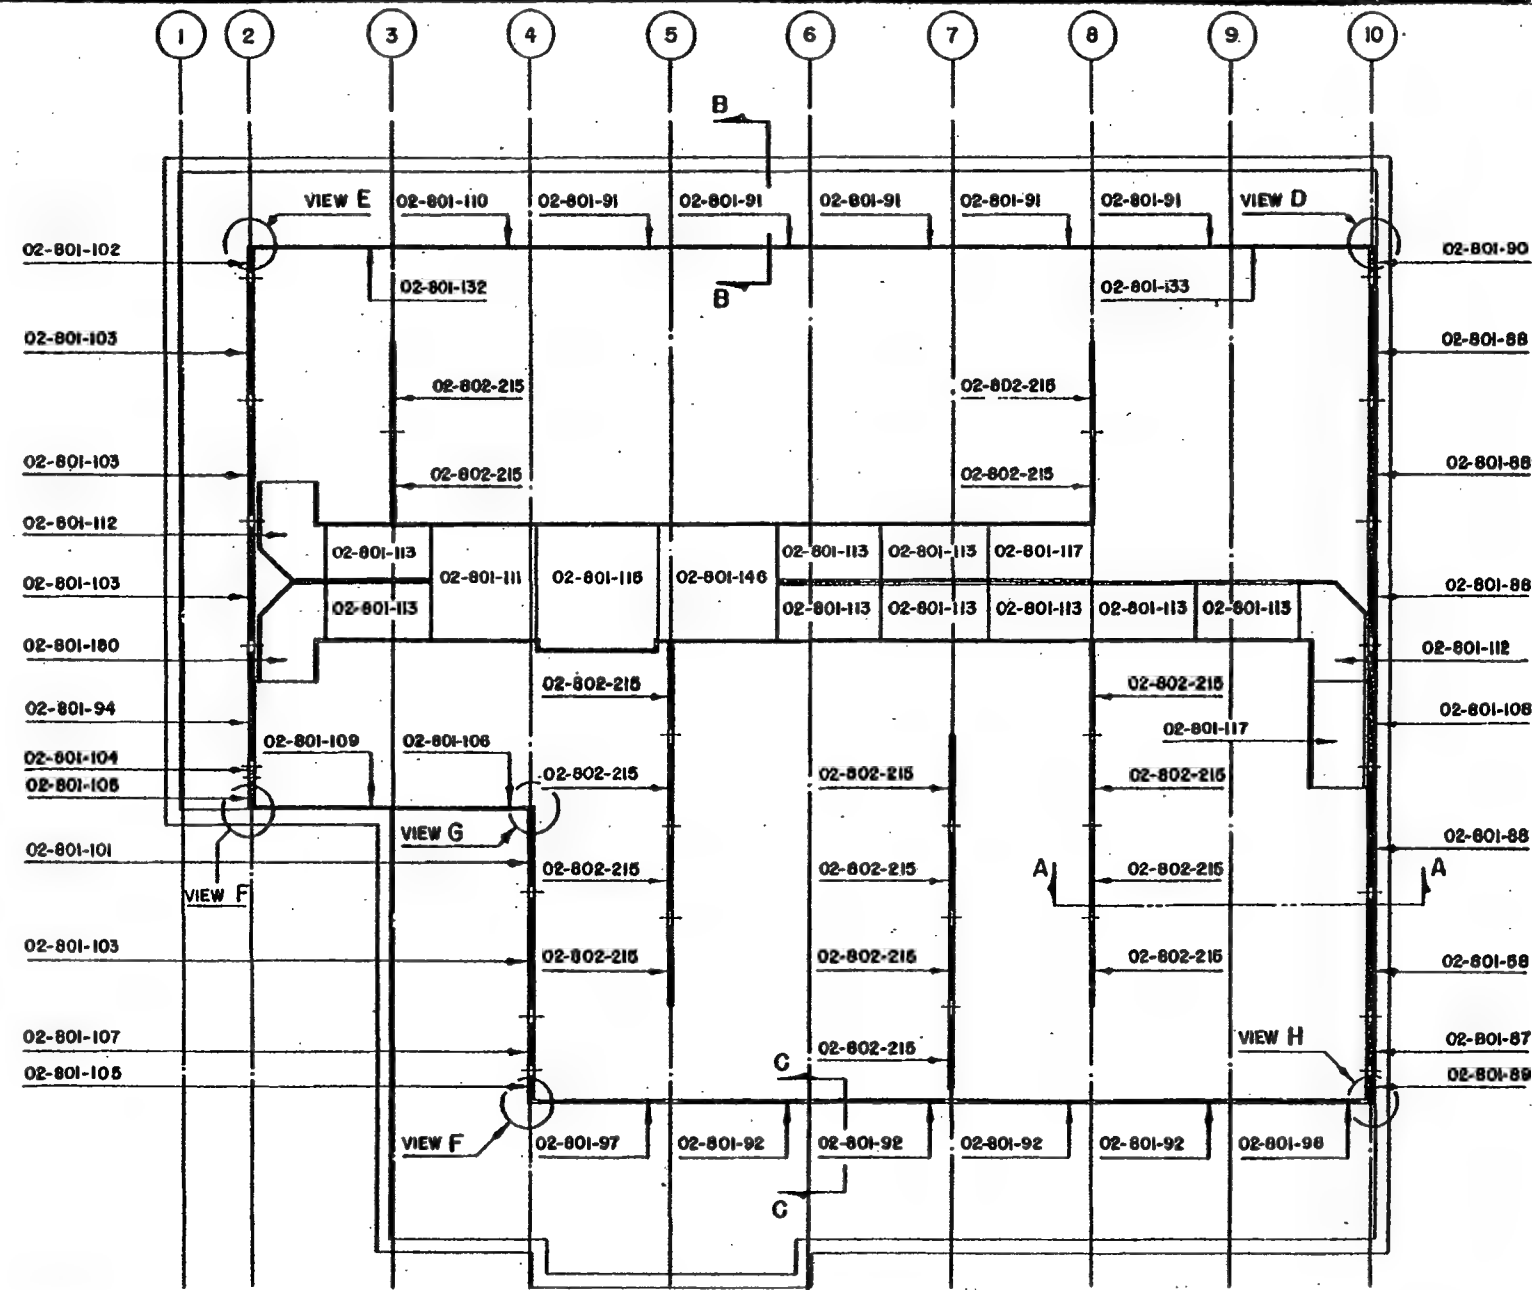 1 2 3 4 5 6 7 8 9 10
B
VIEW E 02-801-110 02-801-91 02-801-91 02-801-91 02-801-91 02-801-91 VIEW D
02-801-102 02-801-90
02-801-132 B 02-801-133
02-801-103 02-801-88
02-802-215 02-802-215
02-801-103 02-802-215 02-802-215 02-801-88
02-801-112
02-801-113 02-801-111 02-801-116 02-801-146 02-801-113 02-801-113 02-801-117
02-801-103 02-801-88
02-801-113 02-801-113 02-801-113 02-801-113 02-801-113 02-801-113
02-801-180 02-801-112
02-802-215 02-802-215
02-801-94 02-801-108
02-801-109 02-801-106 02-801-117
02-801-104
02-802-215 02-802-215 02-802-215
02-801-105
VIEW G
02-801-101 02-801-88
02-802-215 02-802-215 A 02-802-215 A
VIEW F
02-801-103 02-802-215 02-802-215 02-802-215 02-801-88
02-801-107 02-802-215 VIEW H 02-801-87
02-801-105 C 02-801-89
VIEW F 02-801-97 02-801-92 02-801-92 02-801-92 02-801-92 02-801-98
C